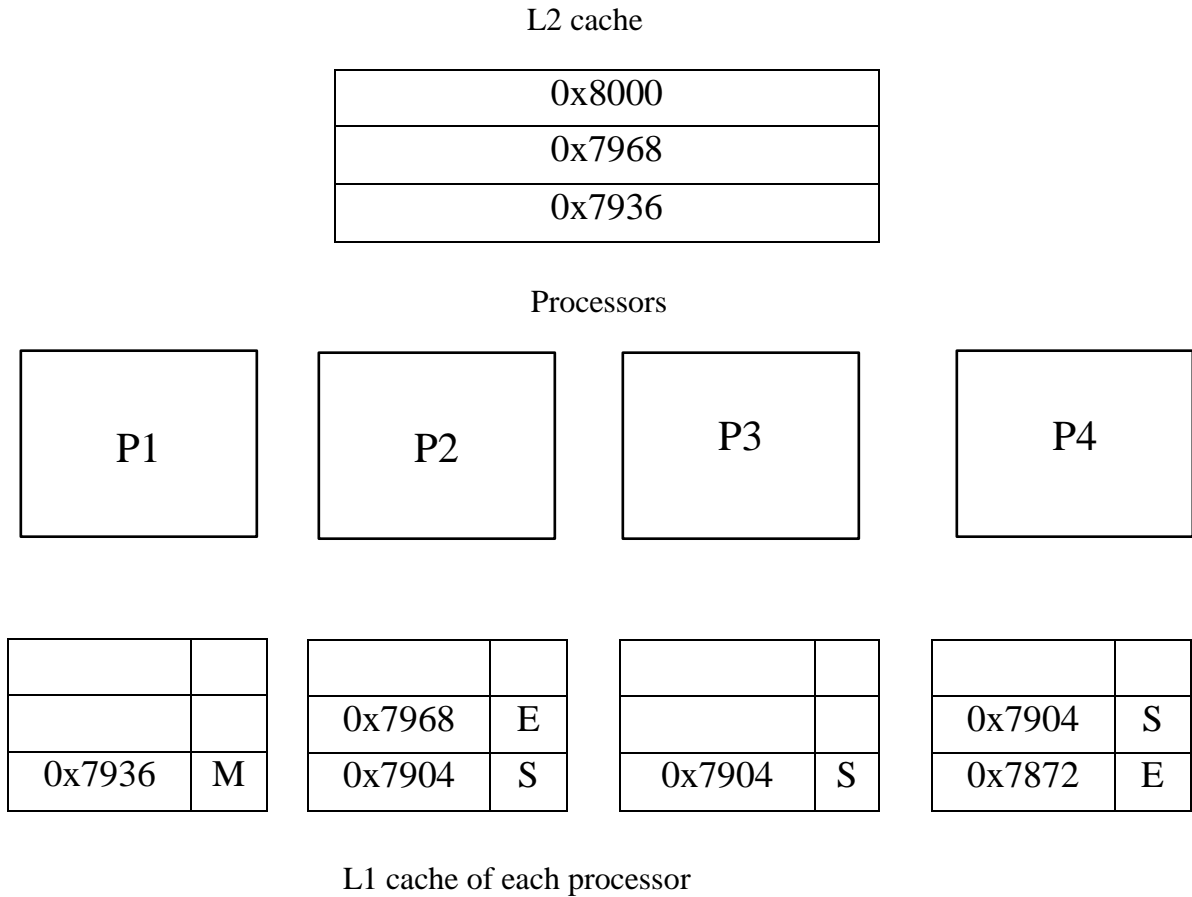 L2 cache
0x8000
0x7968
0x7936
Processors
P1 P2 P3 P4
0x7968 E 0x7904 S
0x7936 M 0x7904 S 0x7904 S 0x7872 E
L1 cache of each processor